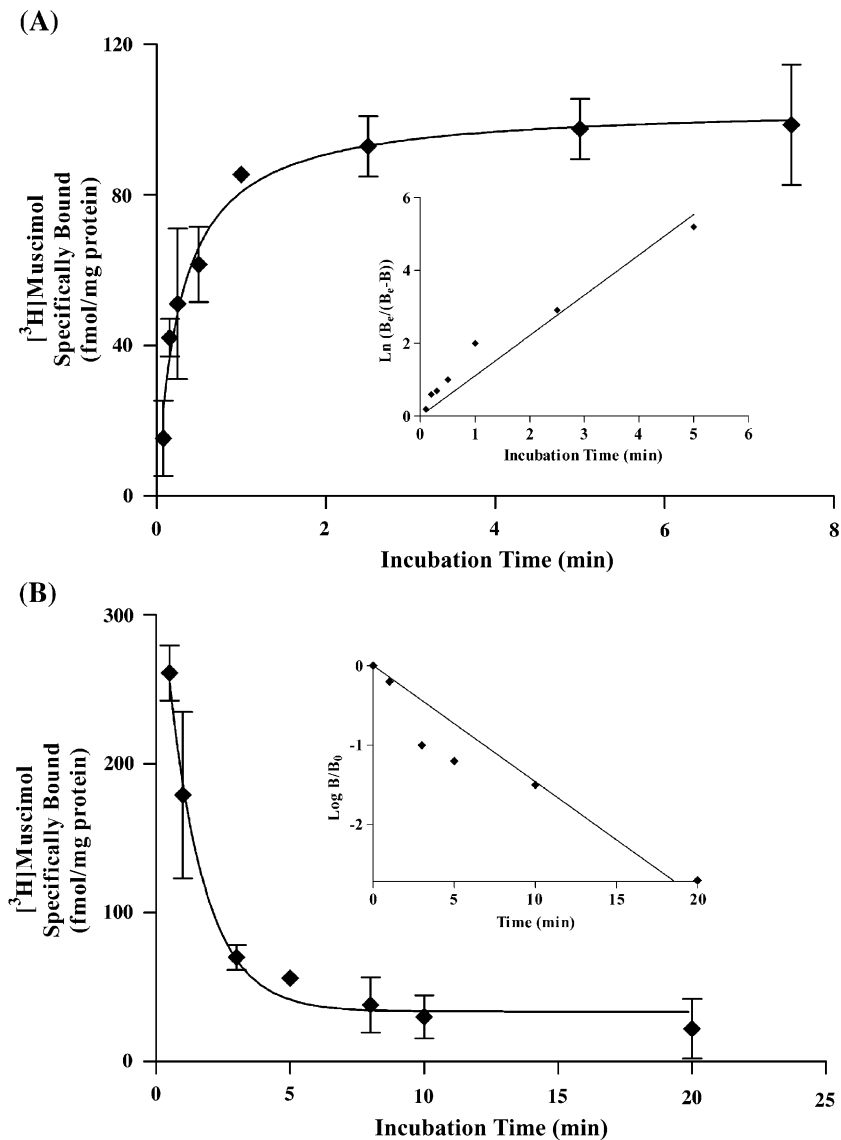 (A)
120
80
40
0
[³H]Muscimol
Specifically Bound
(fmol/mg protein)
0
2
4
6
8
Incubation Time (min)
6
4
2
0
Ln (Bₑ/(Bₑ-B))
0
1
2
3
4
5
6
Incubation Time (min)
(B)
300
200
100
0
[³H]Muscimol
Specifically Bound
(fmol/mg protein)
0
5
10
15
20
25
Incubation Time (min)
0
-1
-2
Log B/B₀
0
5
10
15
20
Time (min)